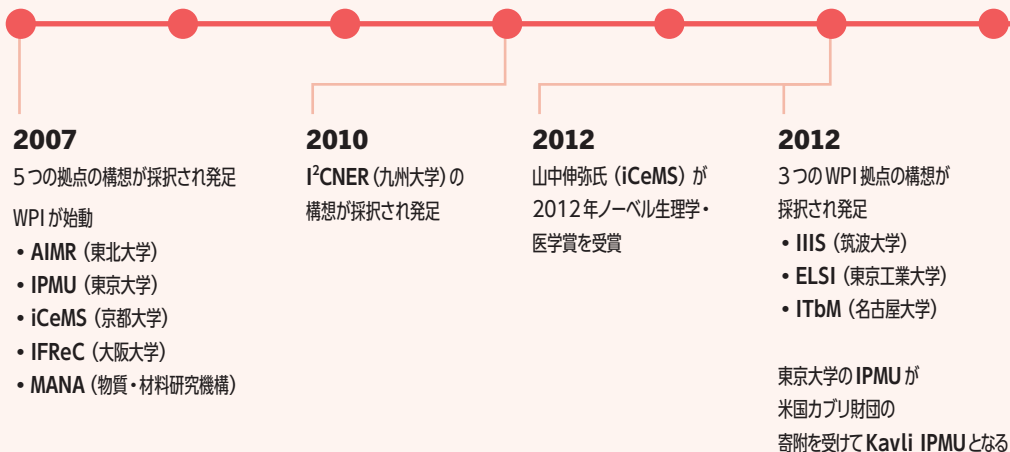 2007
5つの拠点の構想が採択され発足
WPIが始動
• AIMR（東北大学）
• IPMU（東京大学）
• iCeMS（京都大学）
• IFReC（大阪大学）
• MANA（物質・材料研究機構）
2010
I²CNER（九州大学）の
構想が採択され発足
2012
山中伸弥氏（iCeMS）が
2012年ノーベル生理学・
医学賞を受賞
2012
3つのWPI拠点の構想が
採択され発足
• IIIS（筑波大学）
• ELSI（東京工業大学）
• ITbM（名古屋大学）
東京大学のIPMUが
米国カブリ財団の
寄附を受けてKavli IPMUとなる